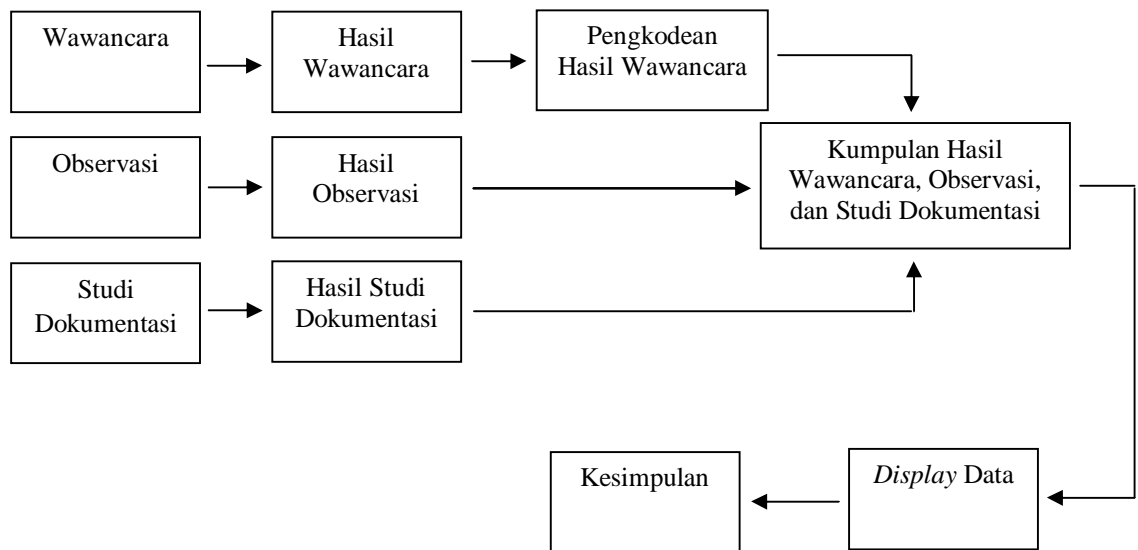 Wawancara
Hasil
Wawancara
Pengkodean
Hasil Wawancara
Observasi
Hasil
Observasi
Kumpulan Hasil
Wawancara, Observasi,
dan Studi Dokumentasi
Studi
Dokumentasi
Hasil Studi
Dokumentasi
Kesimpulan
Display Data